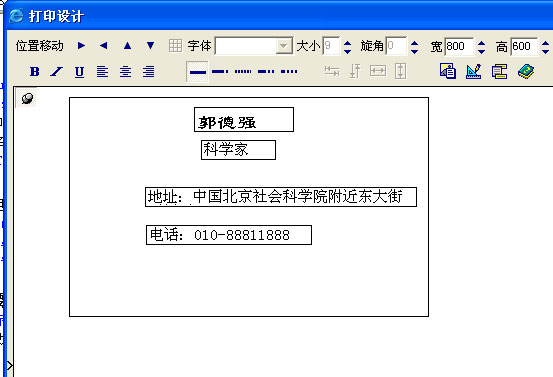 打印设计
位置移动 字体 大小 9 旋角 0 宽 800 高 600
B I U
郭德强
科学家
地址：中国北京社会科学院附近东大街
电话：010-88811888